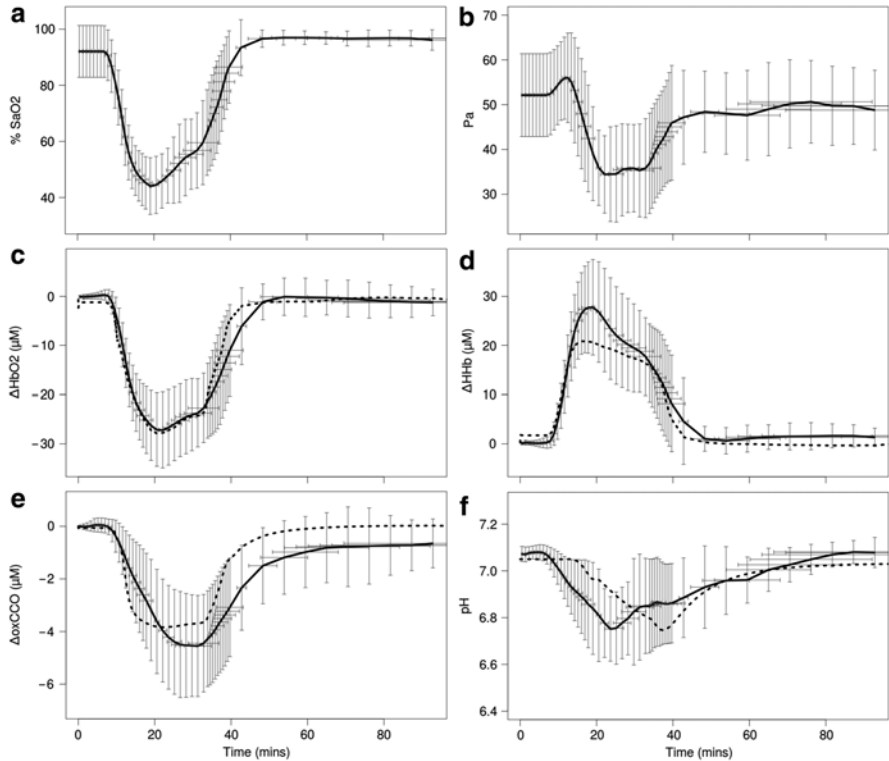 a
% SaO2
100
80
60
40
b
Pa
70
60
50
40
30
c
ΔHbO2 (µM)
0
−10
−20
−30
d
ΔHHb (µM)
30
20
10
0
e
ΔoxCCO (µM)
0
−2
−4
−6
0 20 40 60 80
Time (mins)
f
pH
7.2
7.0
6.8
6.6
6.4
0 20 40 60 80
Time (mins)